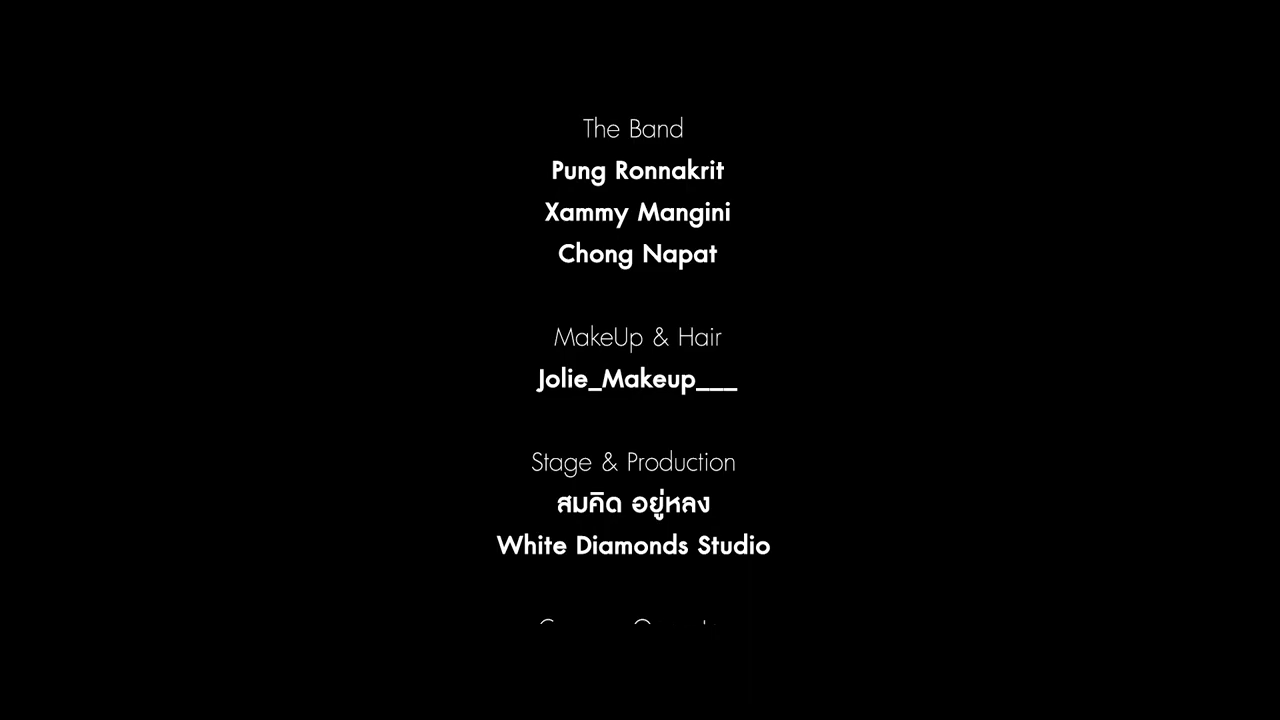 The Band
Pung Ronnakrit
Xammy Mangini
Chong Napat
MakeUp & Hair
Jolie_Makeup___
Stage & Production
สมคิด อยู่หลง
White Diamonds Studio